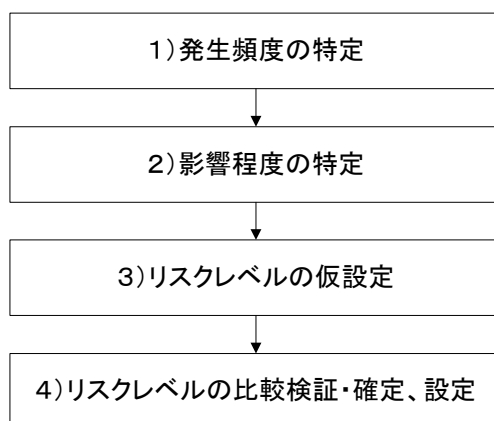 １）発生頻度の特定
２）影響程度の特定
３）リスクレベルの仮設定
４）リスクレベルの比較検証・確定、設定